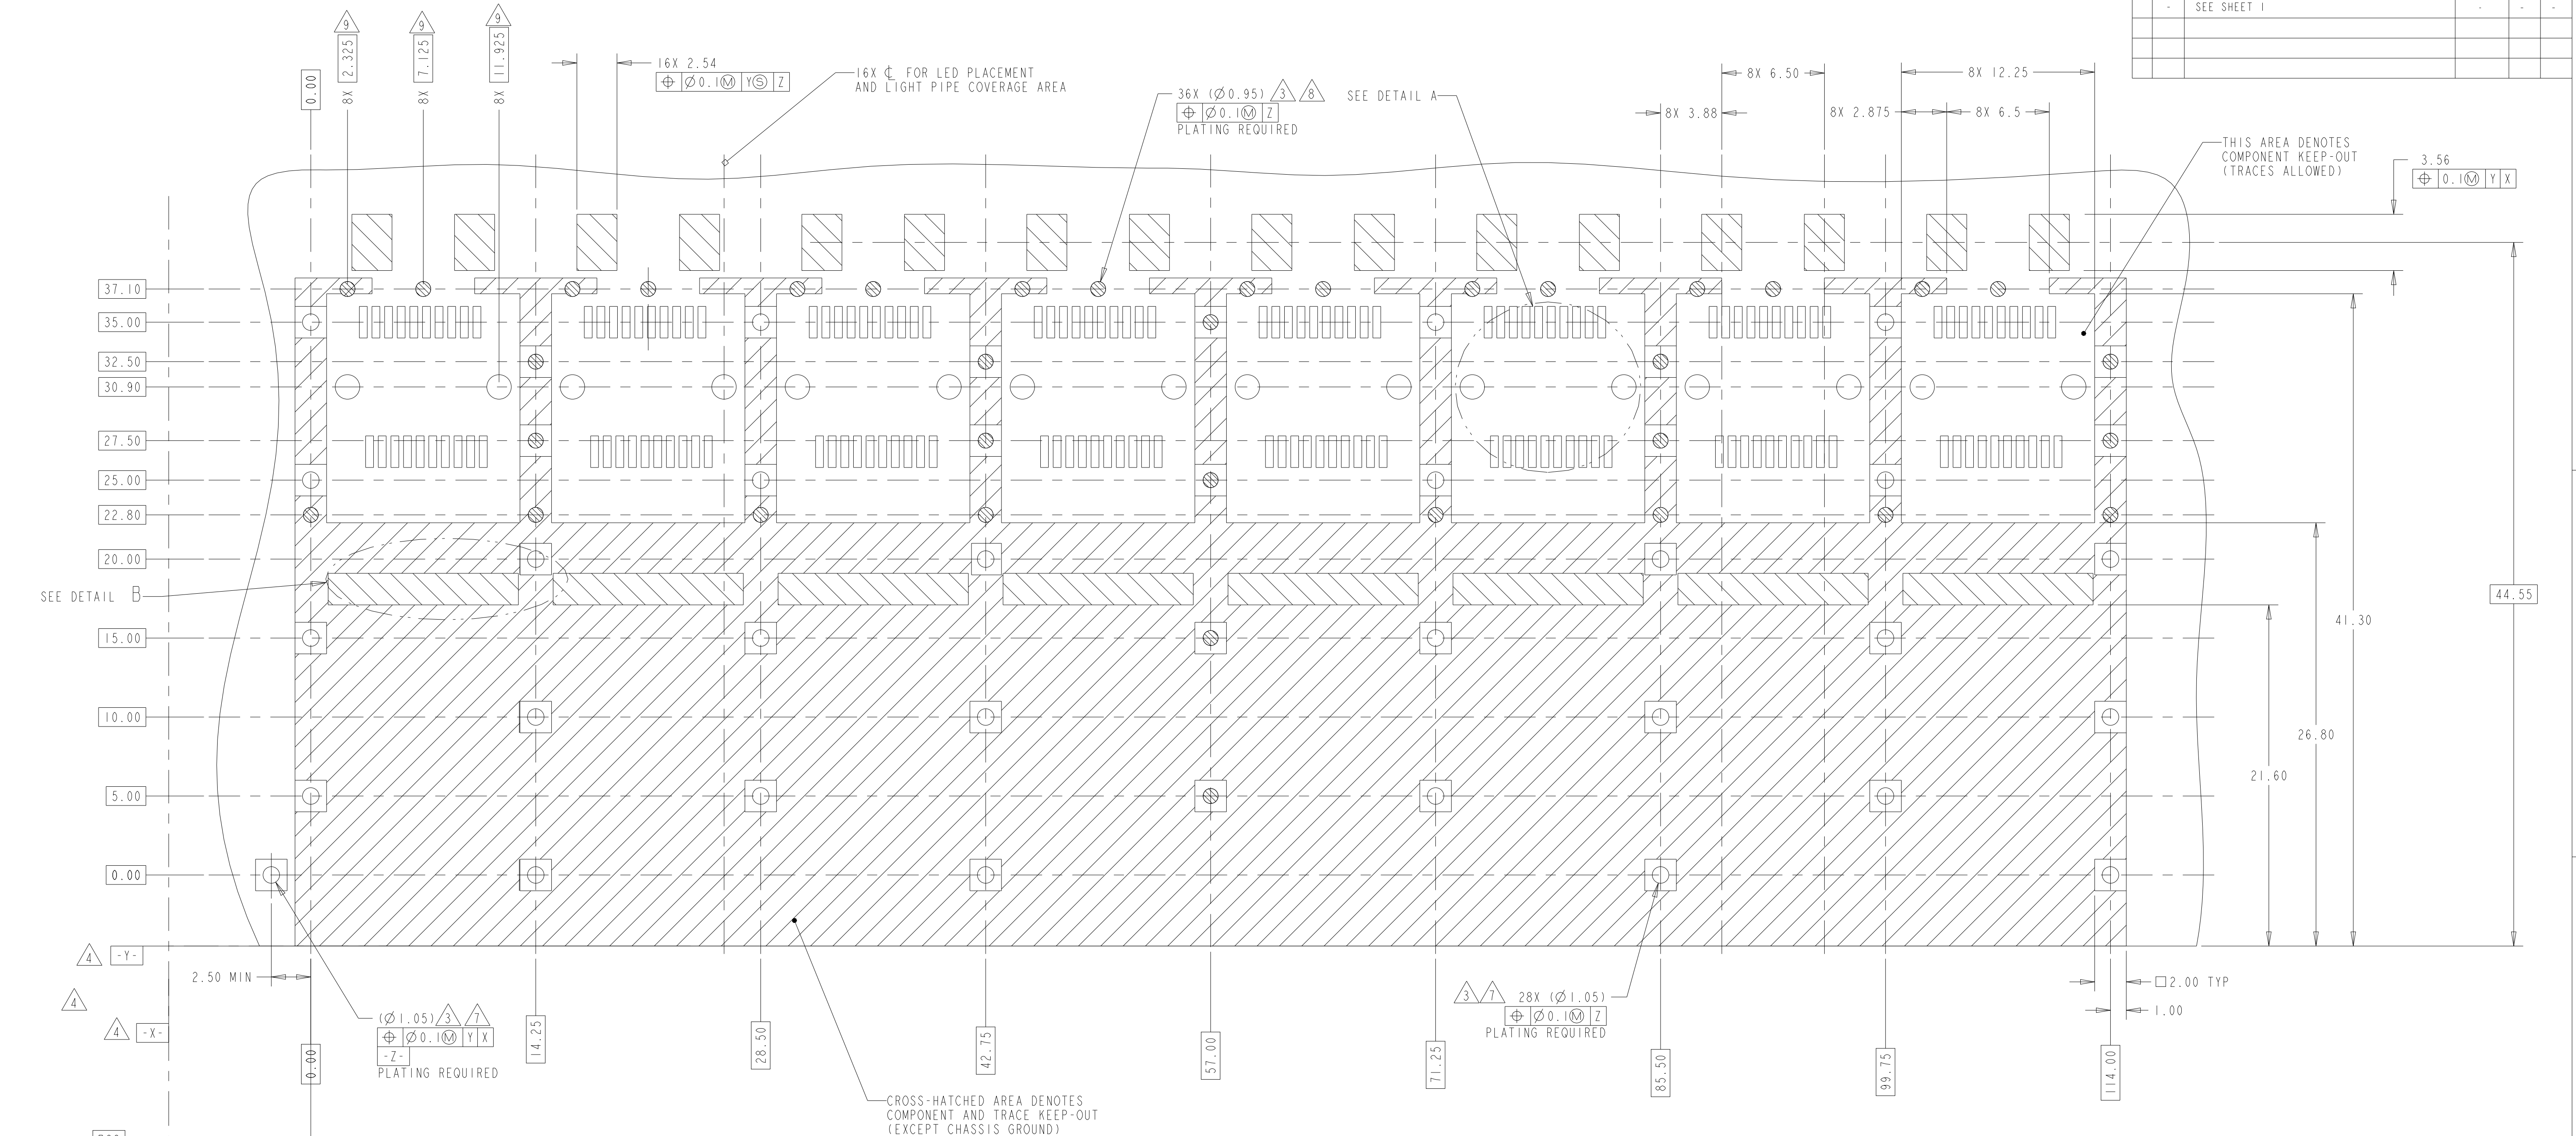 - SEE SHEET 1 - - -
9
9
9
0.00
8X 2.325
8X 7.125
8X 11.925
16X 2.54
⌖ Ø0.1Ⓜ YⓈ Z
16X ℄ FOR LED PLACEMENT
AND LIGHT PIPE COVERAGE AREA
36X (Ø0.95) 3 8
⌖ Ø0.1Ⓜ Z
PLATING REQUIRED
SEE DETAIL A
8X 6.50
8X 12.25
8X 3.88
8X 2.875
8X 6.5
THIS AREA DENOTES
COMPONENT KEEP-OUT
(TRACES ALLOWED)
3.56
⌖ 0.1Ⓜ Y X
37.10
35.00
32.50
30.90
27.50
25.00
22.80
20.00
SEE DETAIL B
15.00
10.00
5.00
0.00
44.55
41.30
26.80
21.60
4 -Y-
2.50 MIN
4
4 -X-
(Ø1.05) 3 7
⌖ Ø0.1Ⓜ Y X
-Z-
PLATING REQUIRED
3 7 28X (Ø1.05)
⌖ Ø0.1Ⓜ Z
PLATING REQUIRED
□2.00 TYP
1.00
0.00
14.25
28.50
42.75
57.00
71.25
85.50
99.75
114.00
CROSS-HATCHED AREA DENOTES
COMPONENT AND TRACE KEEP-OUT
(EXCEPT CHASSIS GROUND)